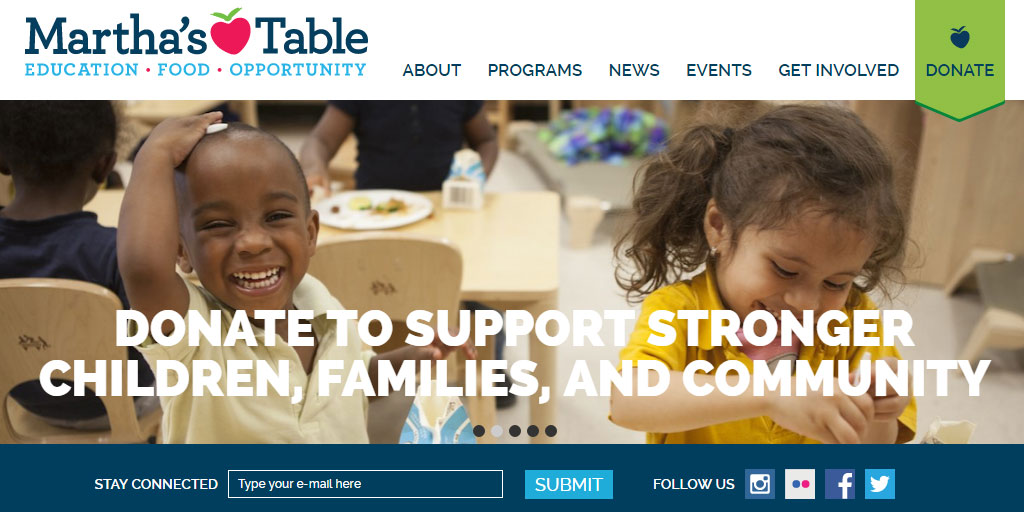 Martha's Table
EDUCATION • FOOD • OPPORTUNITY
ABOUT PROGRAMS NEWS EVENTS GET INVOLVED DONATE
DONATE TO SUPPORT STRONGER
CHILDREN, FAMILIES, AND COMMUNITY
STAY CONNECTED Type your e-mail here SUBMIT FOLLOW US